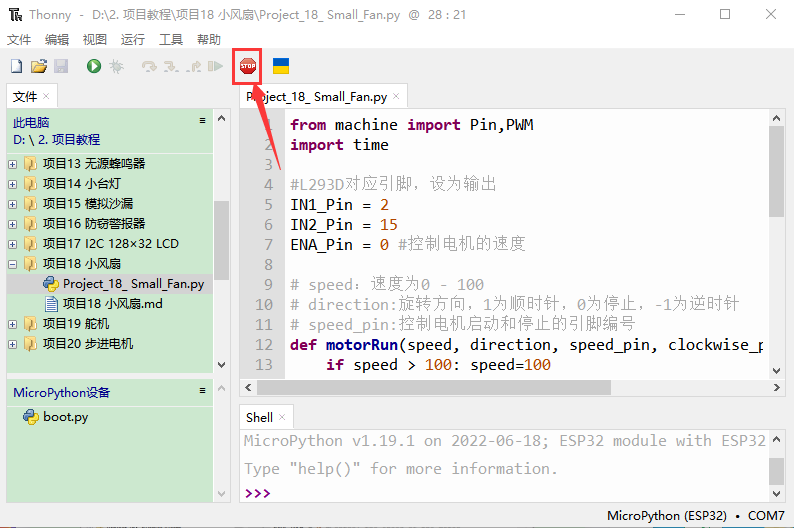 Thonny - D:\2. 项目教程\项目18 小风扇\Project_18_ Small_Fan.py @ 28 : 21
文件 编辑 视图 运行 工具 帮助
STOP
文件 ×
此电脑
D: \ 2. 项目教程
项目13 无源蜂鸣器
项目14 小台灯
项目15 模拟沙漏
项目16 防窃警报器
项目17 I2C 128×32 LCD
项目18 小风扇
Project_18_ Small_Fan.py
项目18 小风扇.md
项目19 舵机
项目20 步进电机
MicroPython设备
boot.py
Project_18_ Small_Fan.py ×
1 from machine import Pin,PWM
2 import time
3
4 #L293D对应引脚，设为输出
5 IN1_Pin = 2
6 IN2_Pin = 15
7 ENA_Pin = 0 #控制电机的速度
8
9 # speed：速度为0 - 100
10 # direction:旋转方向，1为顺时针，0为停止，-1为逆时针
11 # speed_pin:控制电机启动和停止的引脚编号
12 def motorRun(speed, direction, speed_pin, clockwise_p
13 if speed > 100: speed=100
Shell ×
MicroPython v1.19.1 on 2022-06-18; ESP32 module with ESP32
Type "help()" for more information.
>>>
MicroPython (ESP32) • COM7